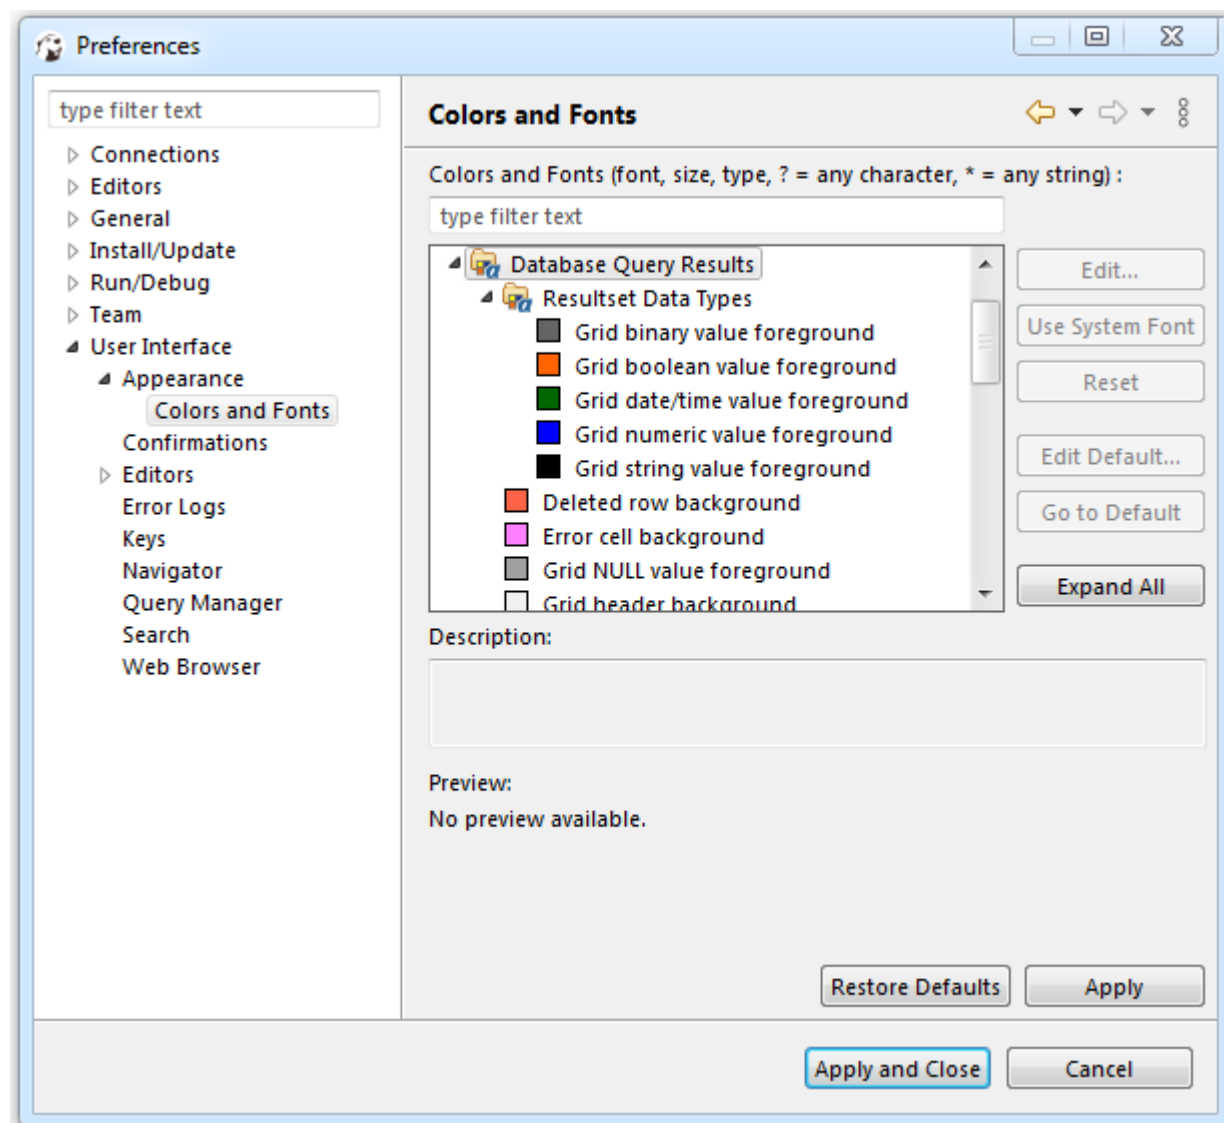 Preferences
type filter text
Connections
Editors
General
Install/Update
Run/Debug
Team
User Interface
Appearance
Colors and Fonts
Confirmations
Editors
Error Logs
Keys
Navigator
Query Manager
Search
Web Browser
Colors and Fonts
Colors and Fonts (font, size, type, ? = any character, * = any string) :
type filter text
Database Query Results
Resultset Data Types
Grid binary value foreground
Grid boolean value foreground
Grid date/time value foreground
Grid numeric value foreground
Grid string value foreground
Deleted row background
Error cell background
Grid NULL value foreground
Grid header background
Edit...
Use System Font
Reset
Edit Default...
Go to Default
Expand All
Description:
Preview:
No preview available.
Restore Defaults
Apply
Apply and Close
Cancel